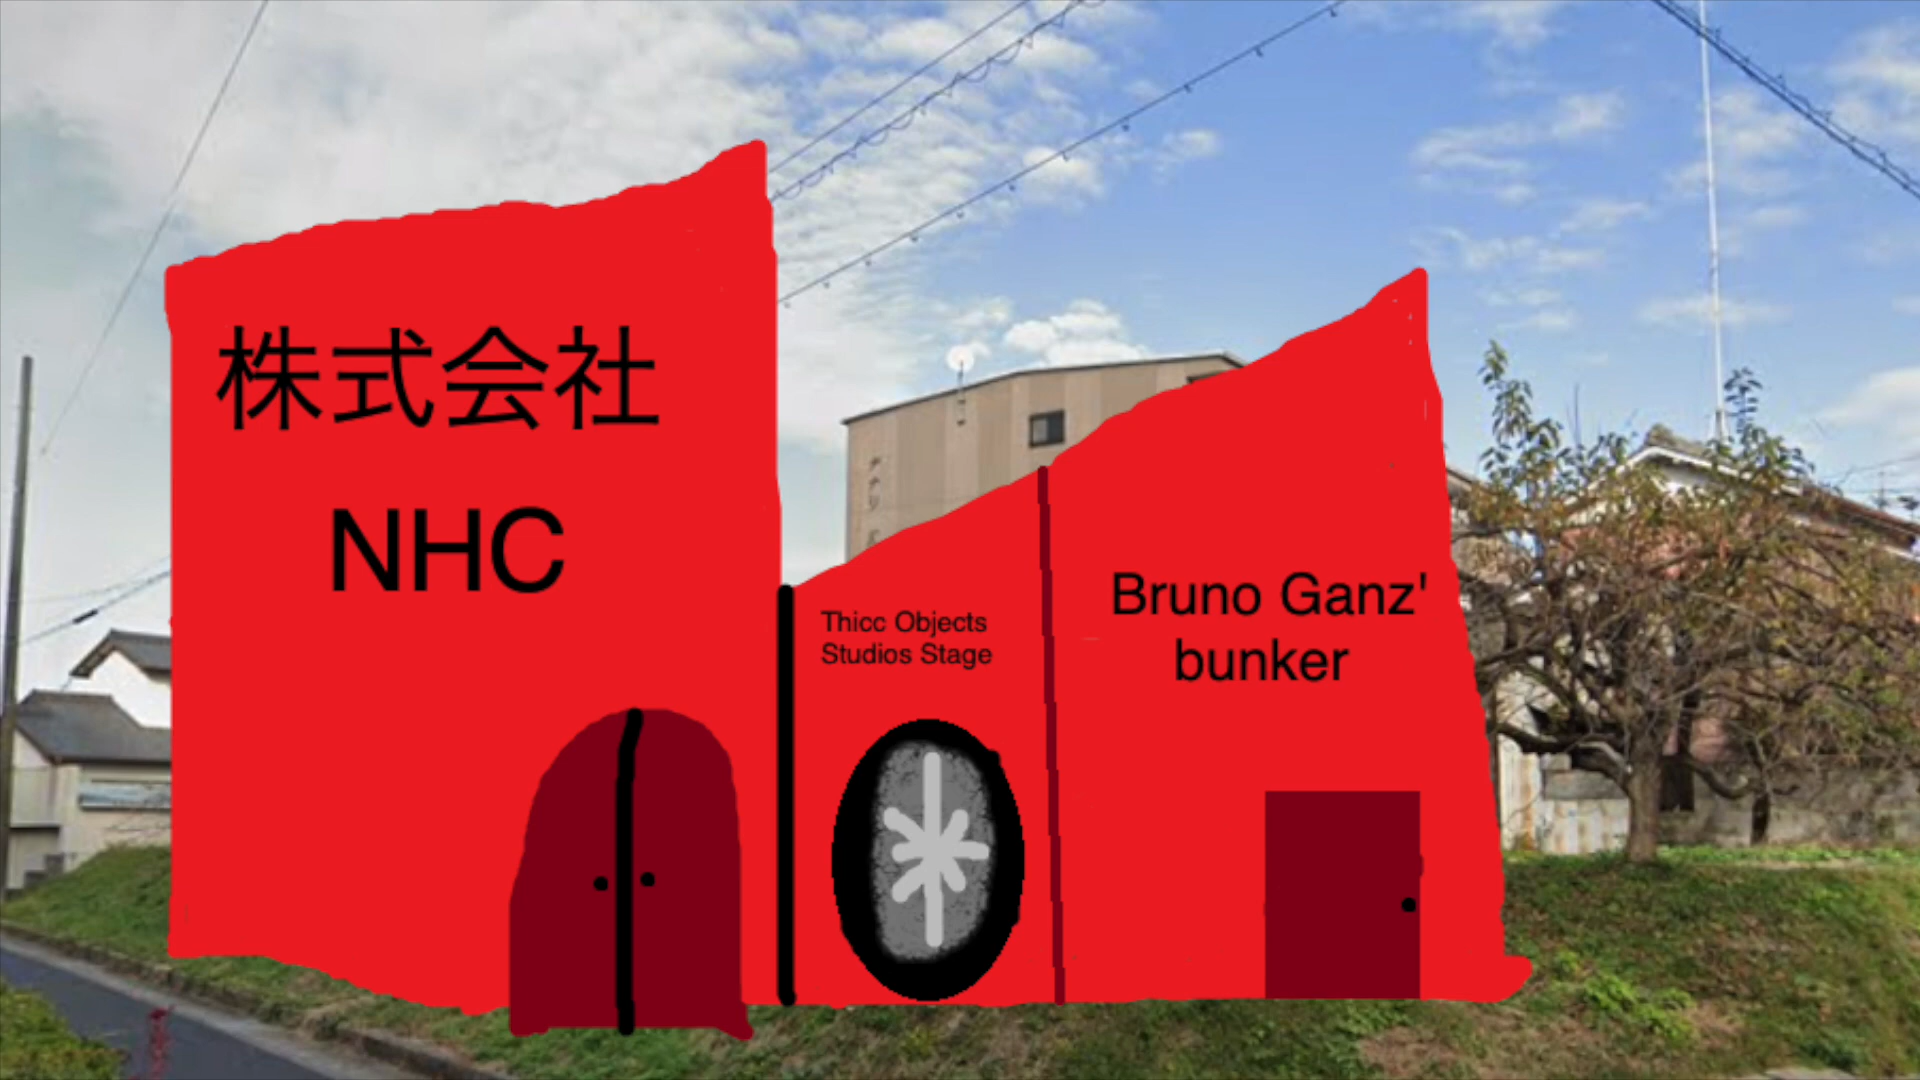 株式会社
NHC
Thicc Objects
Studios Stage
Bruno Ganz'
bunker